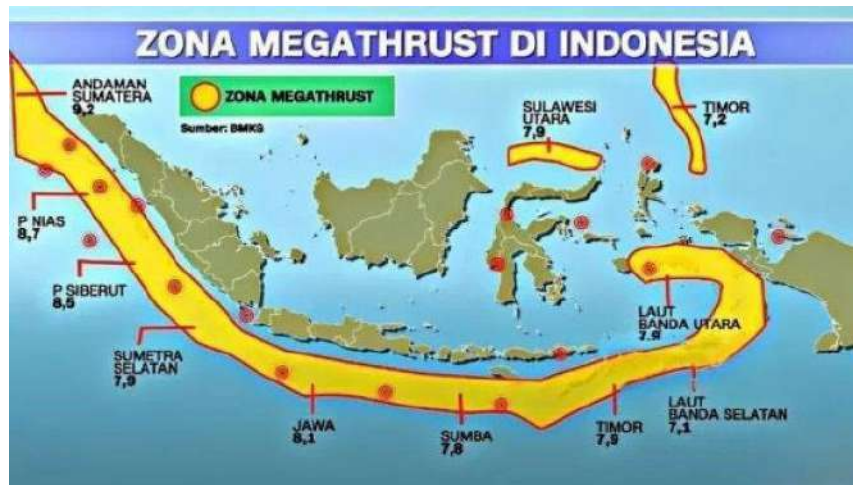 ZONA MEGATHRUST DI INDONESIA
ZONA MEGATHRUST
Sumber: BMKG
ANDAMAN
SUMATERA
9,2
SULAWESI
UTARA
7,9
TIMOR
7,2
P NIAS
8,7
P SIBERUT
8,5
SUMETRA
SELATAN
7,9
JAWA
8,1
SUMBA
7,8
TIMOR
7,9
LAUT
BANDA UTARA
7,9
LAUT
BANDA SELATAN
7,1